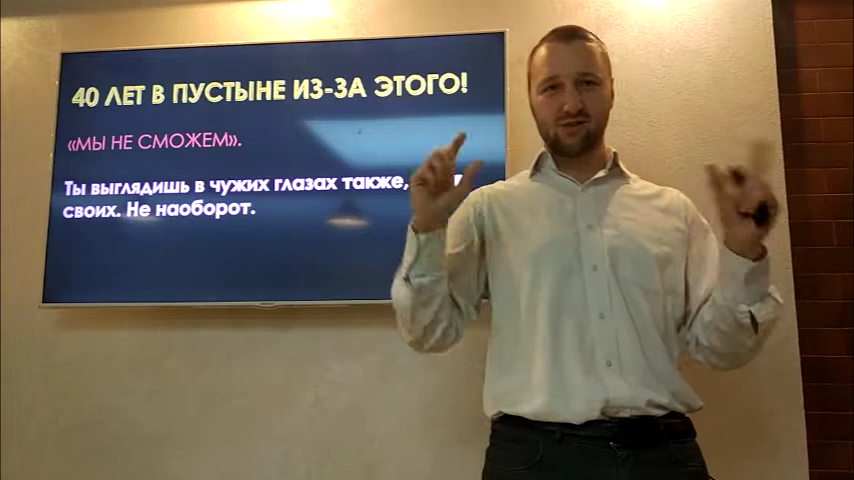 40 ЛЕТ В ПУСТЫНЕ ИЗ-ЗА ЭТОГО!
«МЫ НЕ СМОЖЕМ».
Ты выглядишь в чужих глазах также,
своих. Не наоборот.